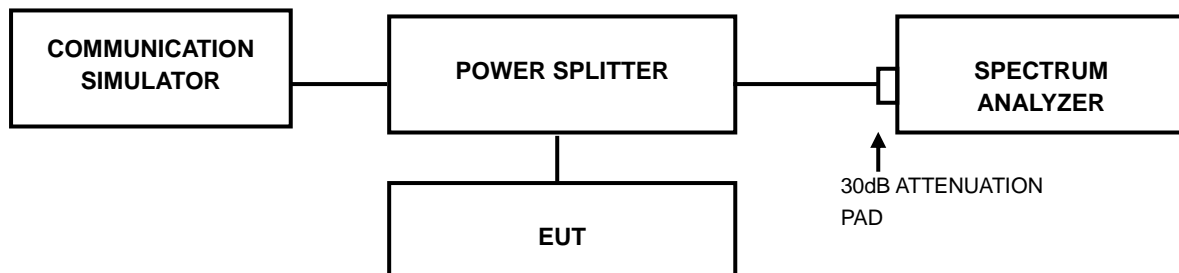 COMMUNICATION
SIMULATOR
POWER SPLITTER
SPECTRUM
ANALYZER
30dB ATTENUATION
PAD
EUT